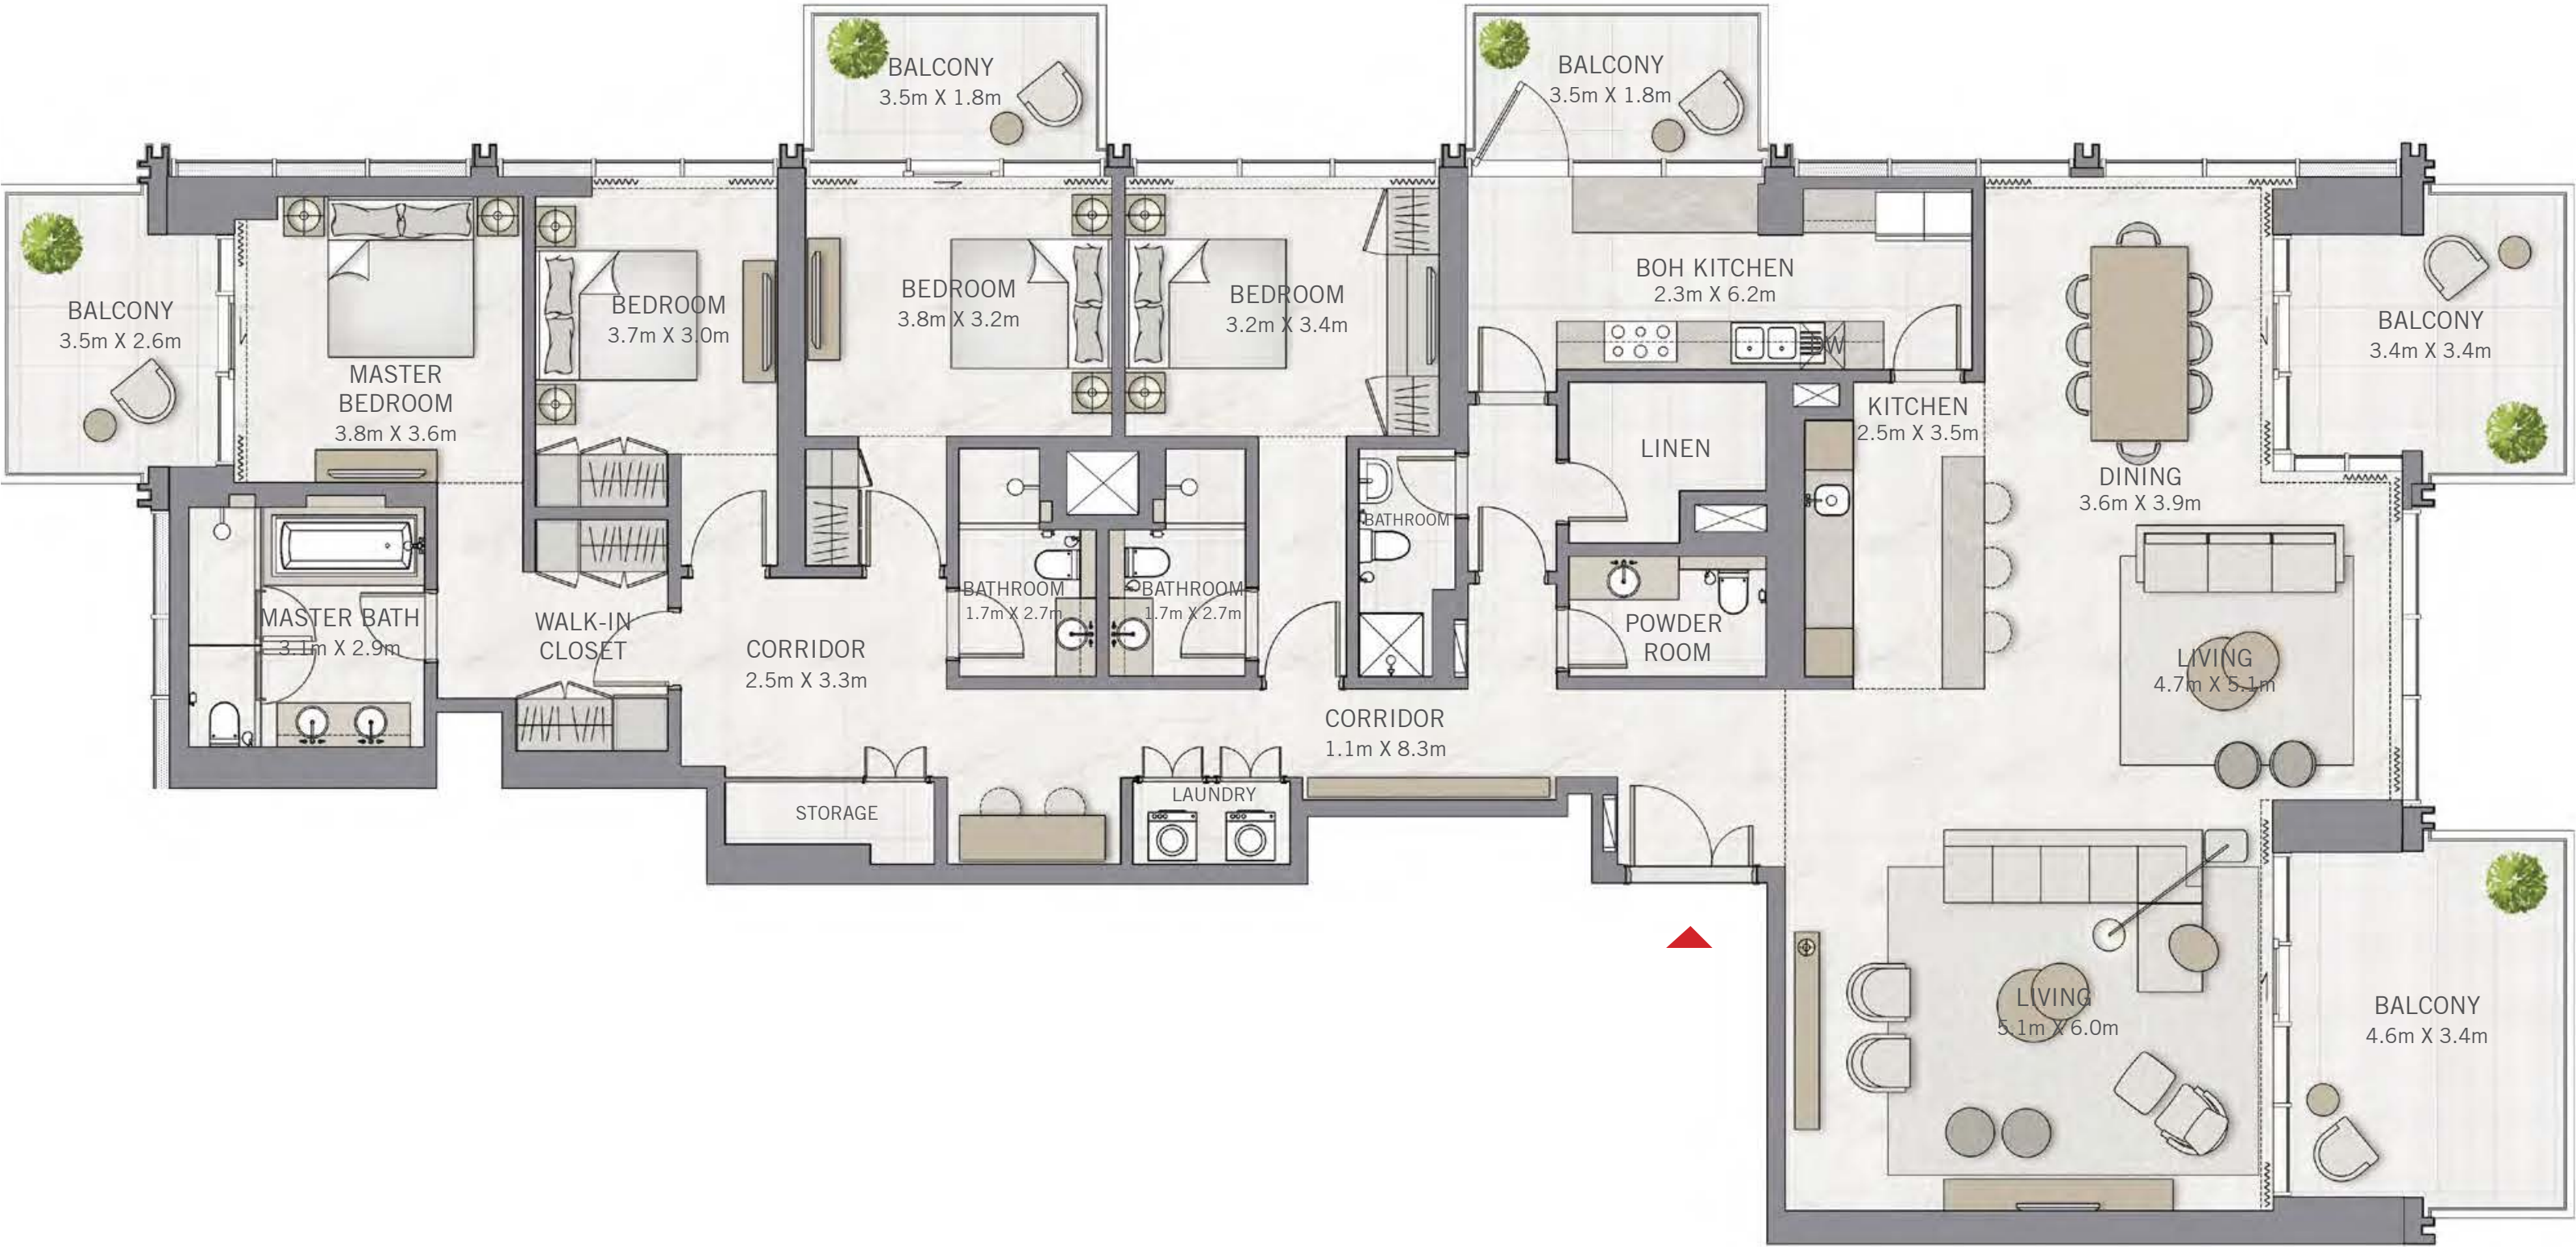 BALCONY
3.5m X 1.8m
BALCONY
3.5m X 1.8m
BALCONY
3.5m X 2.6m
MASTER
BEDROOM
3.8m X 3.6m
BEDROOM
3.7m X 3.0m
BEDROOM
3.8m X 3.2m
BEDROOM
3.2m X 3.4m
BOH KITCHEN
2.3m X 6.2m
DW
KITCHEN
2.5m X 3.5m
DINING
3.6m X 3.9m
BALCONY
3.4m X 3.4m
LINEN
BATHROOM
MASTER BATH
3.1m X 2.9m
WALK-IN
CLOSET
CORRIDOR
2.5m X 3.3m
BATHROOM
1.7m X 2.7m
BATHROOM
1.7m X 2.7m
POWDER
ROOM
LIVING
4.7m X 5.1m
CORRIDOR
1.1m X 8.3m
STORAGE
LAUNDRY
LIVING
5.1m X 6.0m
BALCONY
4.6m X 3.4m